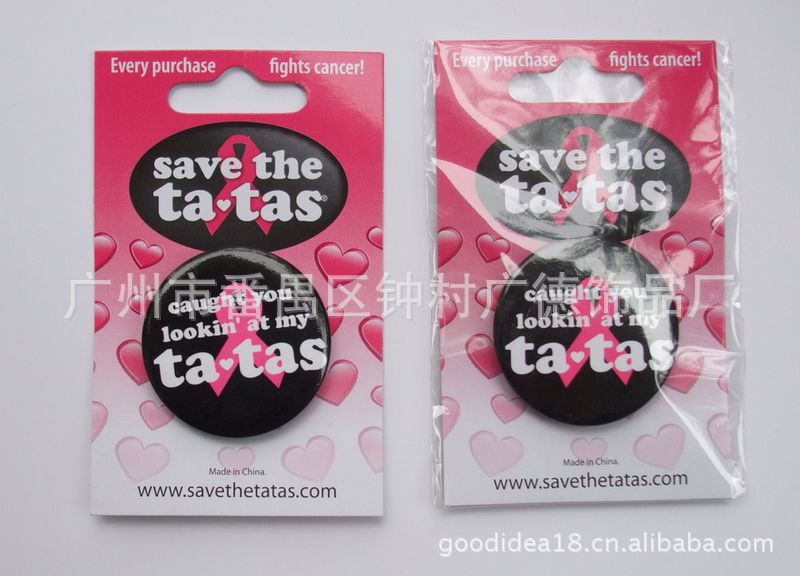 Every purchase fights cancer!
save the
ta♥tas®
caught you
lookin' at my
ta♥tas
Made in China.
www.savethetatas.com
Every purchase fights cancer!
save the
ta♥tas®
caught you
lookin' at my
ta♥tas
Made in China.
www.savethetatas.com
广州市番禺区钟村广德饰品厂
goodidea18.cn.alibaba.com